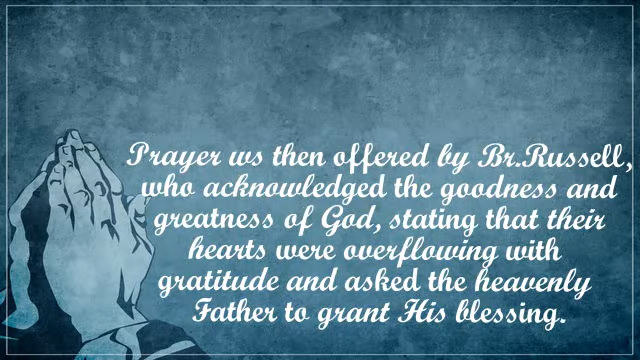 Prayer ws then offered by Br.Russell,
who acknowledged the goodness and
greatness of God, stating that their
hearts were overflowing with
gratitude and asked the heavenly
Father to grant His blessing.